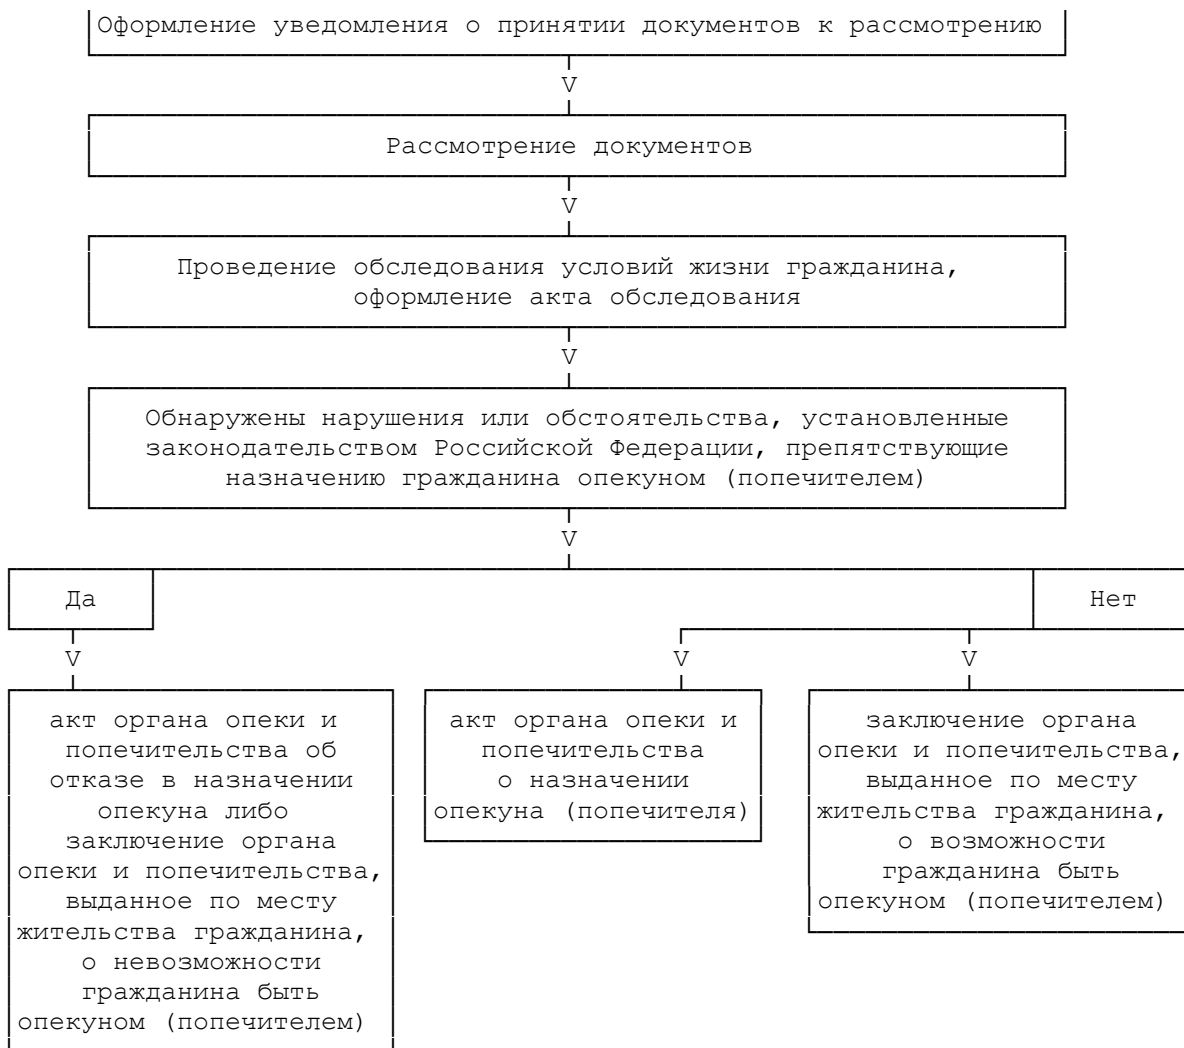 Оформление уведомления о принятии документов к рассмотрению
V
Рассмотрение документов
V
Проведение обследования условий жизни гражданина,
оформление акта обследования
V
Обнаружены нарушения или обстоятельства, установленные
законодательством Российской Федерации, препятствующие
назначению гражданина опекуном (попечителем)
V
Да
Нет
V
V
V
акт органа опеки и
попечительства об
отказе в назначении
опекуна либо
заключение органа
опеки и попечительства,
выданное по месту
жительства гражданина,
о невозможности
гражданина быть
опекуном (попечителем)
акт органа опеки и
попечительства
о назначении
опекуна (попечителя)
заключение органа
опеки и попечительства,
выданное по месту
жительства гражданина,
о возможности
гражданина быть
опекуном (попечителем)